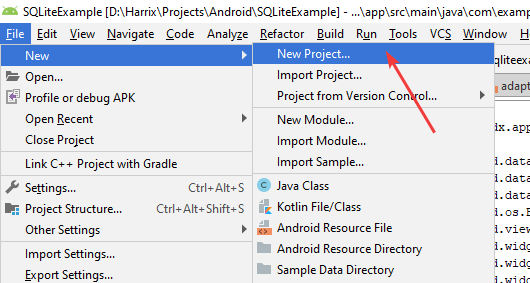 SQLiteExample [D:\Harrix\Projects\Android\SQLiteExample] - ...\app\src\main\java\com\examp
File Edit View Navigate Code Analyze Refactor Build Run Tools VCS Window H
New
Open...
Profile or debug APK
Open Recent
Close Project
Link C++ Project with Gradle
Settings... Ctrl+Alt+S
Project Structure... Ctrl+Alt+Shift+S
Other Settings
Import Settings...
Export Settings...
New Project...
Import Project...
Project from Version Control...
New Module...
Import Module...
Import Sample...
Java Class
Kotlin File/Class
Android Resource File
Android Resource Directory
Sample Data Directory
qliteexa
adapt
dx.app
d.data
d.data
d.data
d.os.B
d.view
d.widg
d.widg
d.widg